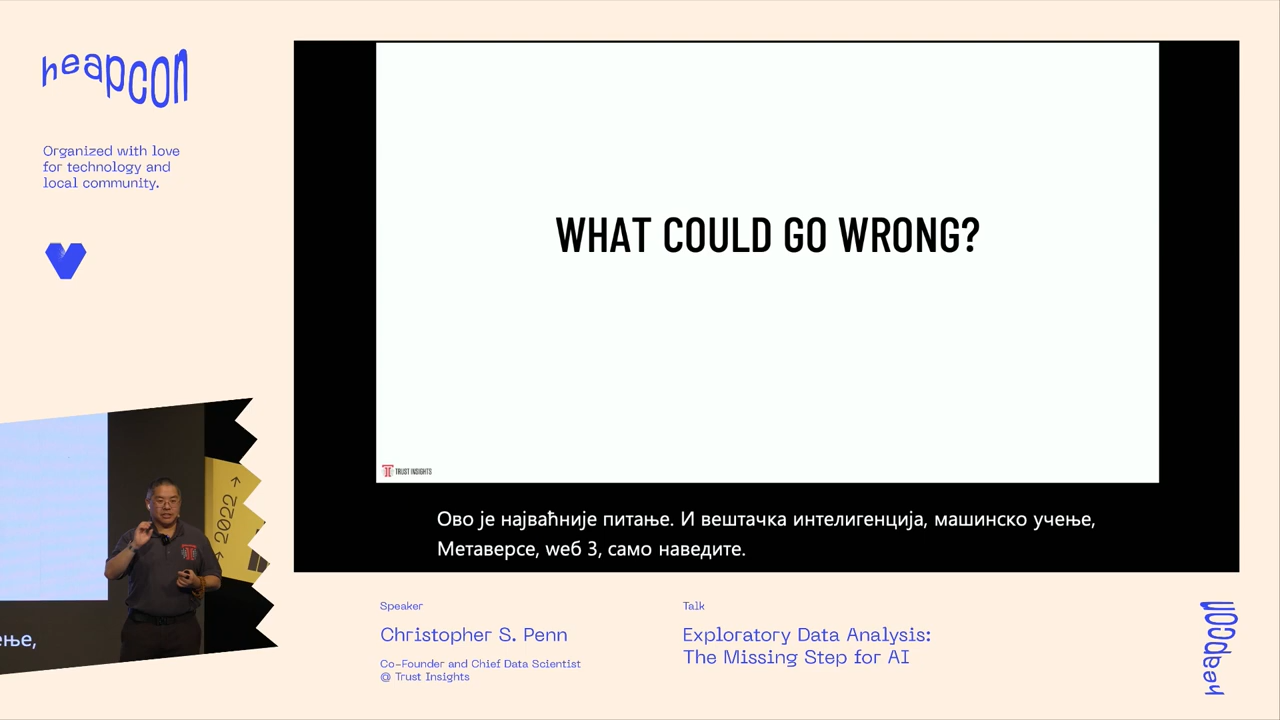 heapcon
Organized with love
for technology and
local community.
WHAT COULD GO WRONG?
TRUST INSIGHTS
Ово је најваћније питање. И вештачка интелигенција, машинско учење,
Метаверсе, wеб 3, само наведите.
2022
ење,
Speaker
Christopher S. Penn
Co-Founder and Chief Data Scientist
@ Trust Insights
Talk
Exploratory Data Analysis:
The Missing Step for AI
heapcon